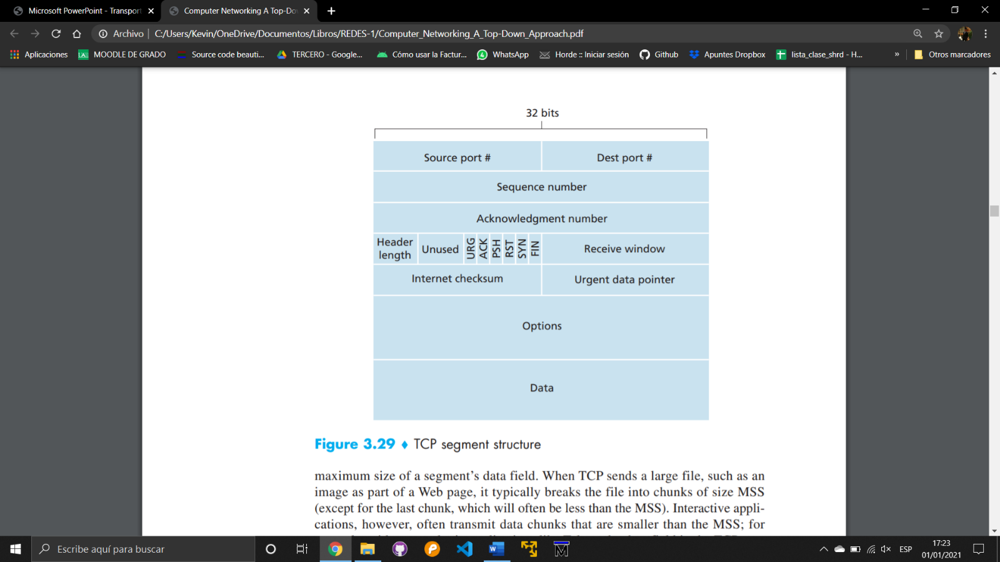 Microsoft PowerPoint - Transport
Computer Networking A Top-Do
Archivo
C:/Users/Kevin/OneDrive/Documentos/Libros/REDES-1/Computer_Networking_A_Top-Down_Approach.pdf
Aplicaciones
MOODLE DE GRADO
Source code beauti...
TERCERO - Google...
Cómo usar la Factur...
WhatsApp
Horde :: Iniciar sesión
Github
Apuntes Dropbox
lista_clase_shrd - H...
»
Otros marcadores
32 bits
Source port #
Dest port #
Sequence number
Acknowledgment number
Header
length
Unused
URG
ACK
PSH
RST
SYN
FIN
Receive window
Internet checksum
Urgent data pointer
Options
Data
Figure 3.29 ♦ TCP segment structure
maximum size of a segment’s data field. When TCP sends a large file, such as an
image as part of a Web page, it typically breaks the file into chunks of size MSS
(except for the last chunk, which will often be less than the MSS). Interactive appli-
cations, however, often transmit data chunks that are smaller than the MSS; for
Escribe aquí para buscar
ESP
17:23
01/01/2021